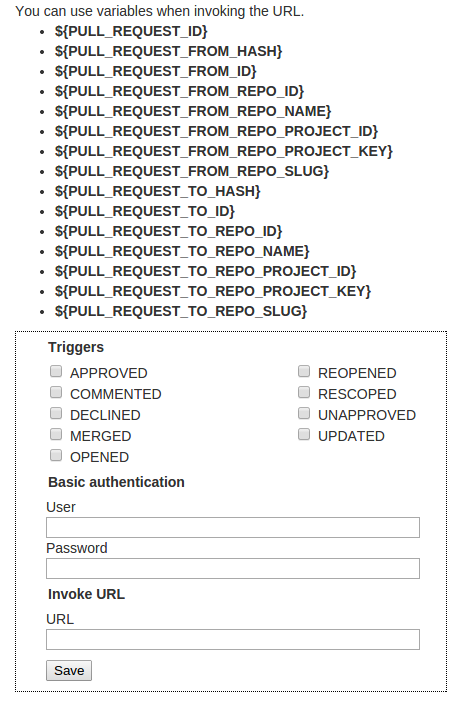 You can use variables when invoking the URL.
• ${PULL_REQUEST_ID}
• ${PULL_REQUEST_FROM_HASH}
• ${PULL_REQUEST_FROM_ID}
• ${PULL_REQUEST_FROM_REPO_ID}
• ${PULL_REQUEST_FROM_REPO_NAME}
• ${PULL_REQUEST_FROM_REPO_PROJECT_ID}
• ${PULL_REQUEST_FROM_REPO_PROJECT_KEY}
• ${PULL_REQUEST_FROM_REPO_SLUG}
• ${PULL_REQUEST_TO_HASH}
• ${PULL_REQUEST_TO_ID}
• ${PULL_REQUEST_TO_REPO_ID}
• ${PULL_REQUEST_TO_REPO_NAME}
• ${PULL_REQUEST_TO_REPO_PROJECT_ID}
• ${PULL_REQUEST_TO_REPO_PROJECT_KEY}
• ${PULL_REQUEST_TO_REPO_SLUG}
Triggers
APPROVED
COMMENTED
DECLINED
MERGED
OPENED
REOPENED
RESCOPED
UNAPPROVED
UPDATED
Basic authentication
User
Password
Invoke URL
URL
Save